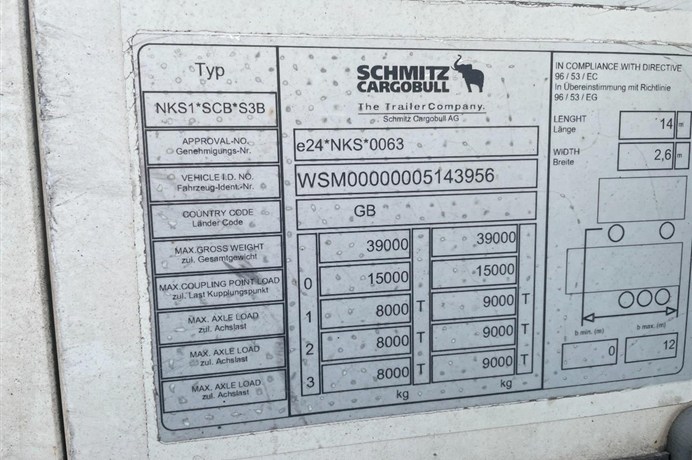 Typ
NKS1*SCB*S3B
APPROVAL-NO.
Genehmigungs-Nr.
VEHICLE I.D. NO.
Fahrzeug-Ident.-Nr.
COUNTRY CODE
Länder Code
MAX.GROSS WEIGHT
zul. Gesamtgewicht
MAX.COUPLING POINT LOAD
zul. Last Kupplungspunkt
MAX. AXLE LOAD
zul. Achslast
MAX. AXLE LOAD
zul. Achslast
MAX. AXLE LOAD
zul. Achslast
SCHMITZ
CARGOBULL
The TrailerCompany.
Schmitz Cargobull AG
e24*NKS*0063
WSM00000005143956
GB
39000 39000
0 15000 T 15000 T
1 8000 9000
2 8000 T 9000 T
3 8000 T 9000 T
kg kg
IN COMPLIANCE WITH DIRECTIVE
96 / 53 / EC
In Übereinstimmung mit Richtlinie
96 / 53 / EG
LENGHT
Länge
14 m
WiDTH
Breite
2,6 m
b min. (m) b max. (m)
0 12